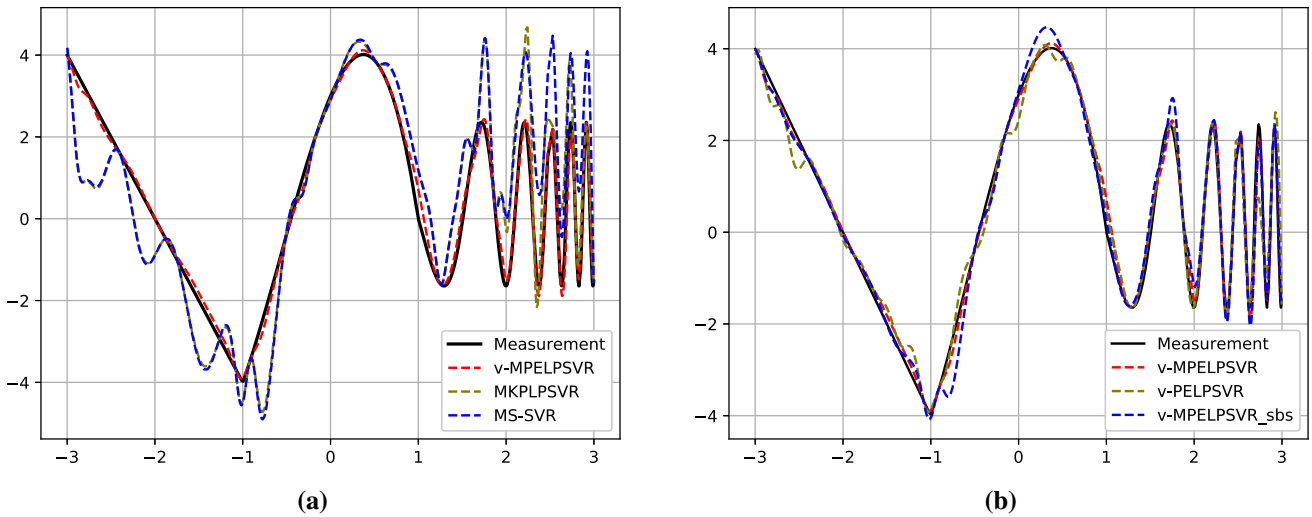 4
2
0
−2
−4
−3
−2
−1
0
1
2
3
Measurement
v-MPELPSVR
MKPLPSVR
MS-SVR
(a)
4
2
0
−2
−4
−3
−2
−1
0
1
2
3
Measurement
v-MPELPSVR
v-PELPSVR
v-MPELPSVR_sbs
(b)